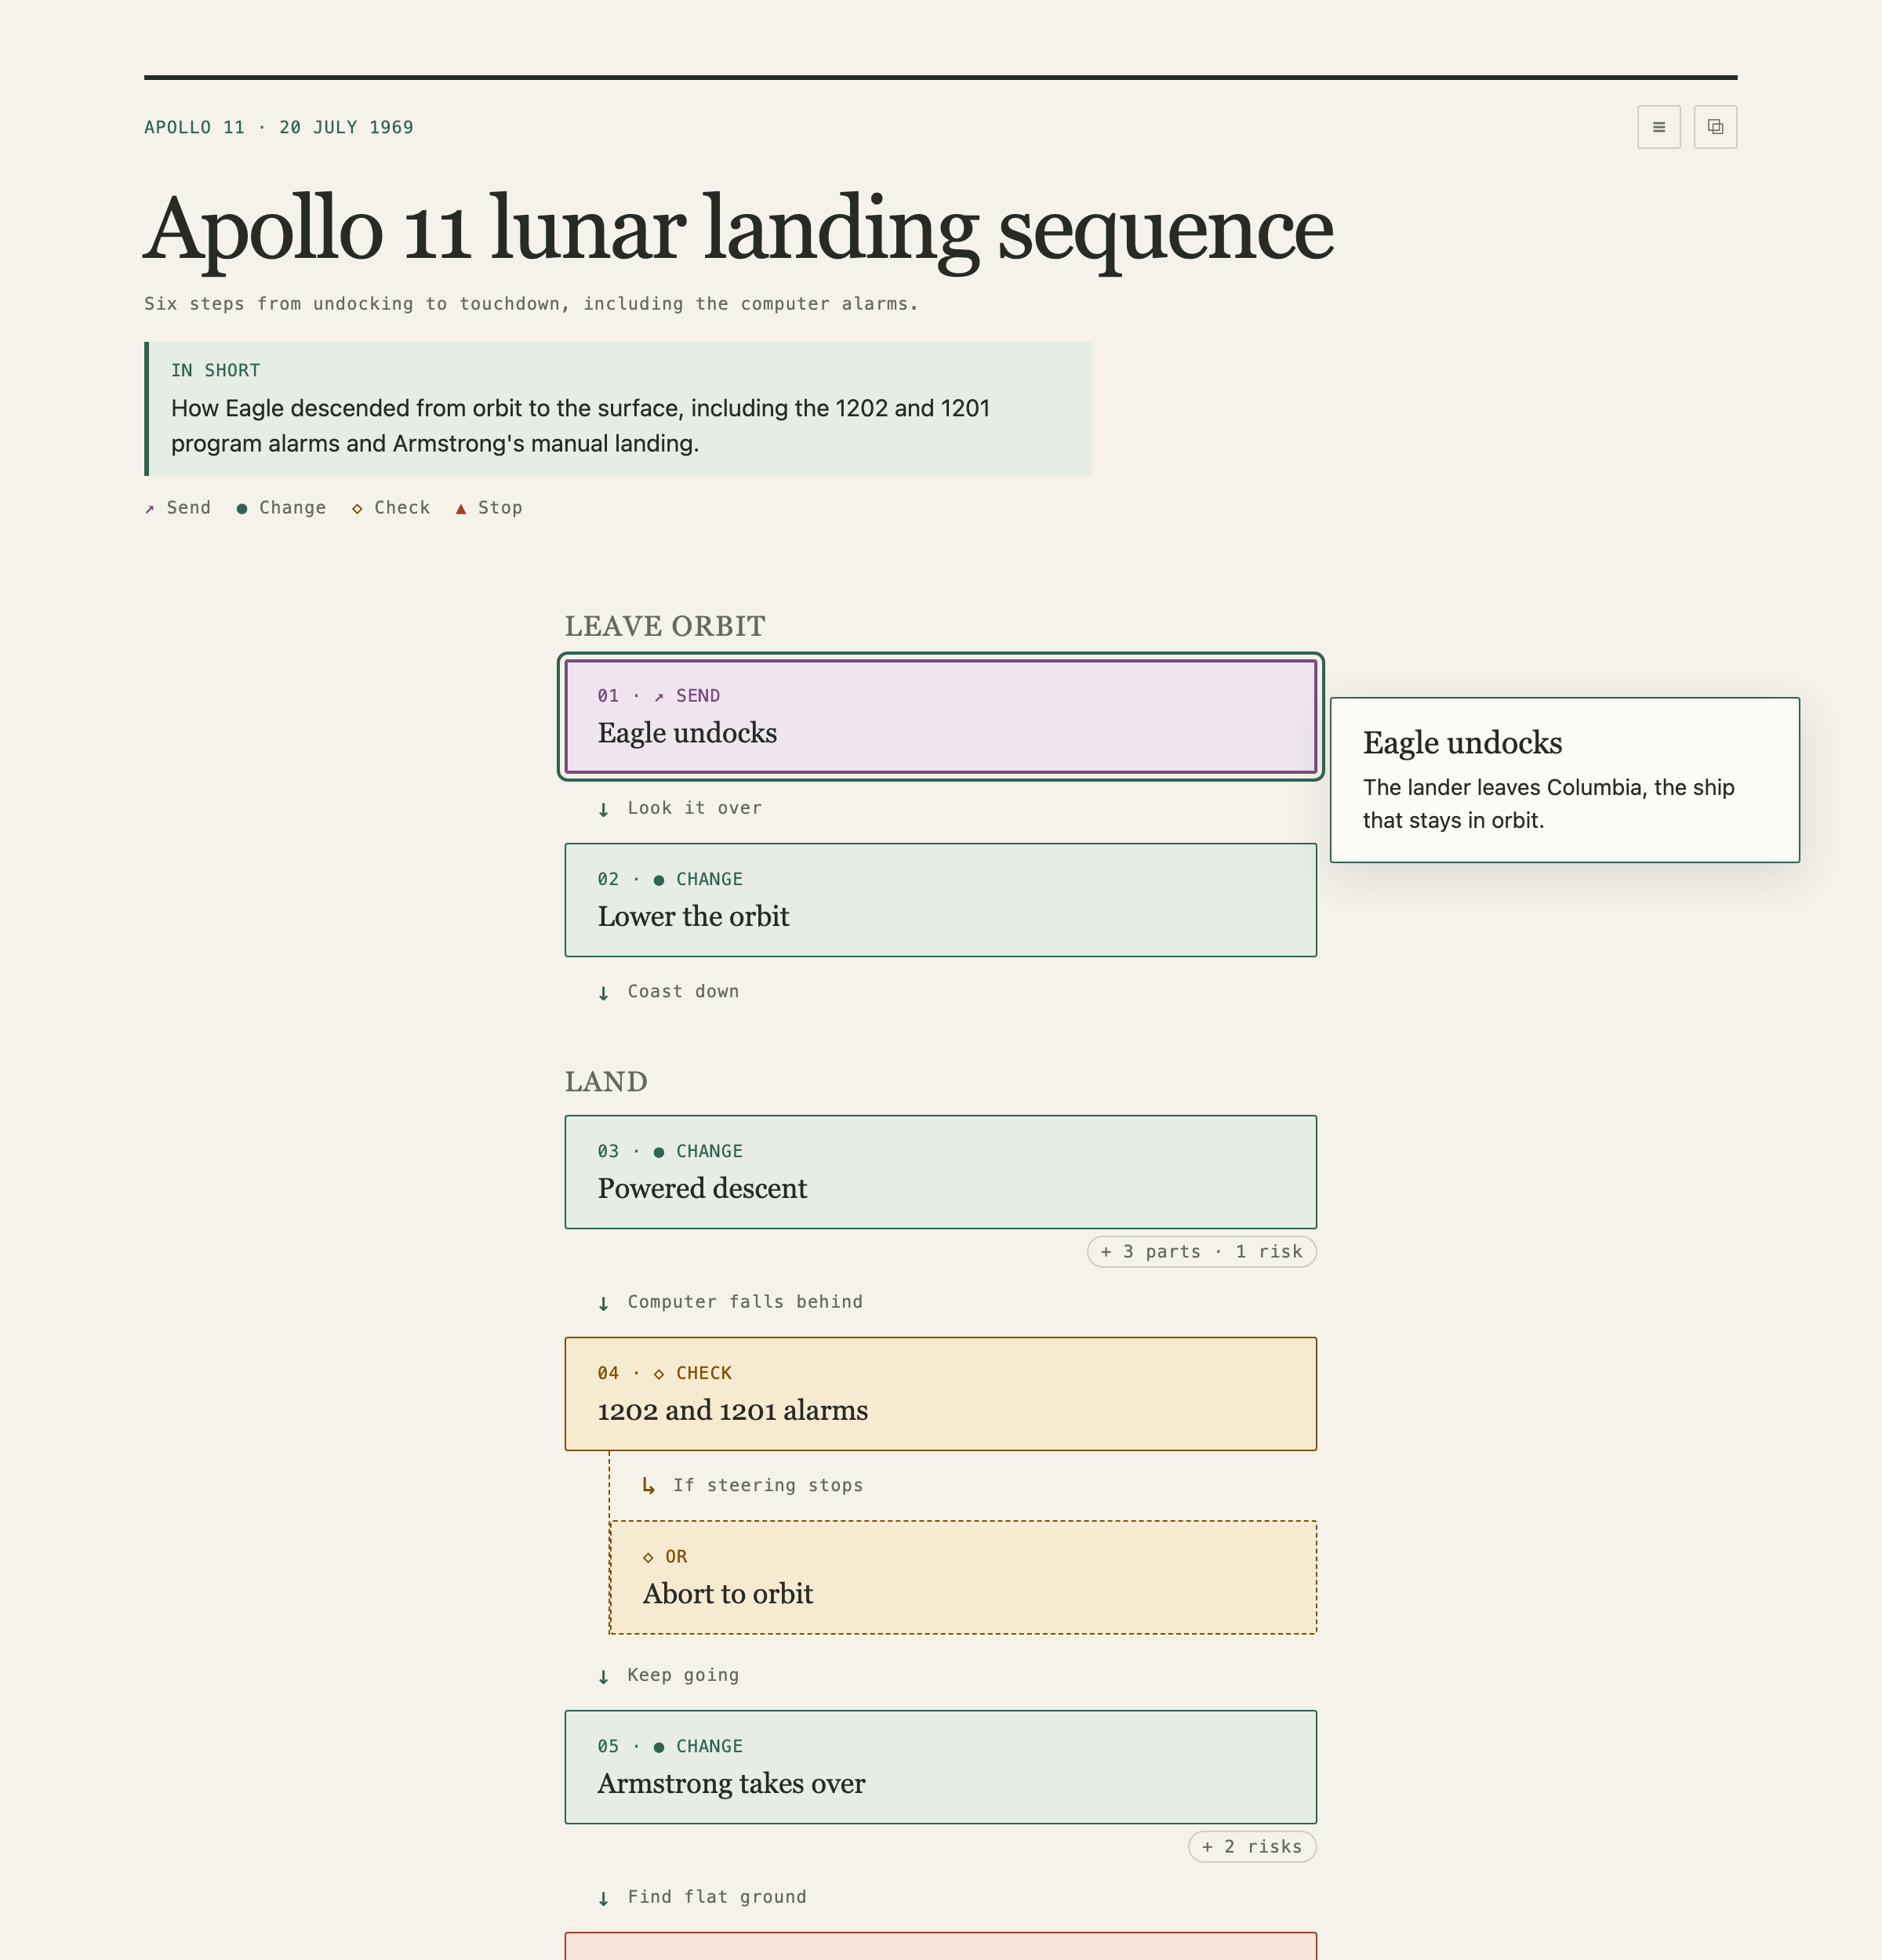 APOLLO 11 · 20 JULY 1969
Apollo 11 lunar landing sequence
Six steps from undocking to touchdown, including the computer alarms.
IN SHORT
How Eagle descended from orbit to the surface, including the 1202 and 1201
program alarms and Armstrong's manual landing.
↗ Send ● Change ◇ Check ▲ Stop
LEAVE ORBIT
01 · ↗ SEND
Eagle undocks
Eagle undocks
The lander leaves Columbia, the ship
that stays in orbit.
↓ Look it over
02 · ● CHANGE
Lower the orbit
↓ Coast down
LAND
03 · ● CHANGE
Powered descent
+ 3 parts · 1 risk
↓ Computer falls behind
04 · ◇ CHECK
1202 and 1201 alarms
↳ If steering stops
◇ OR
Abort to orbit
↓ Keep going
05 · ● CHANGE
Armstrong takes over
+ 2 risks
↓ Find flat ground